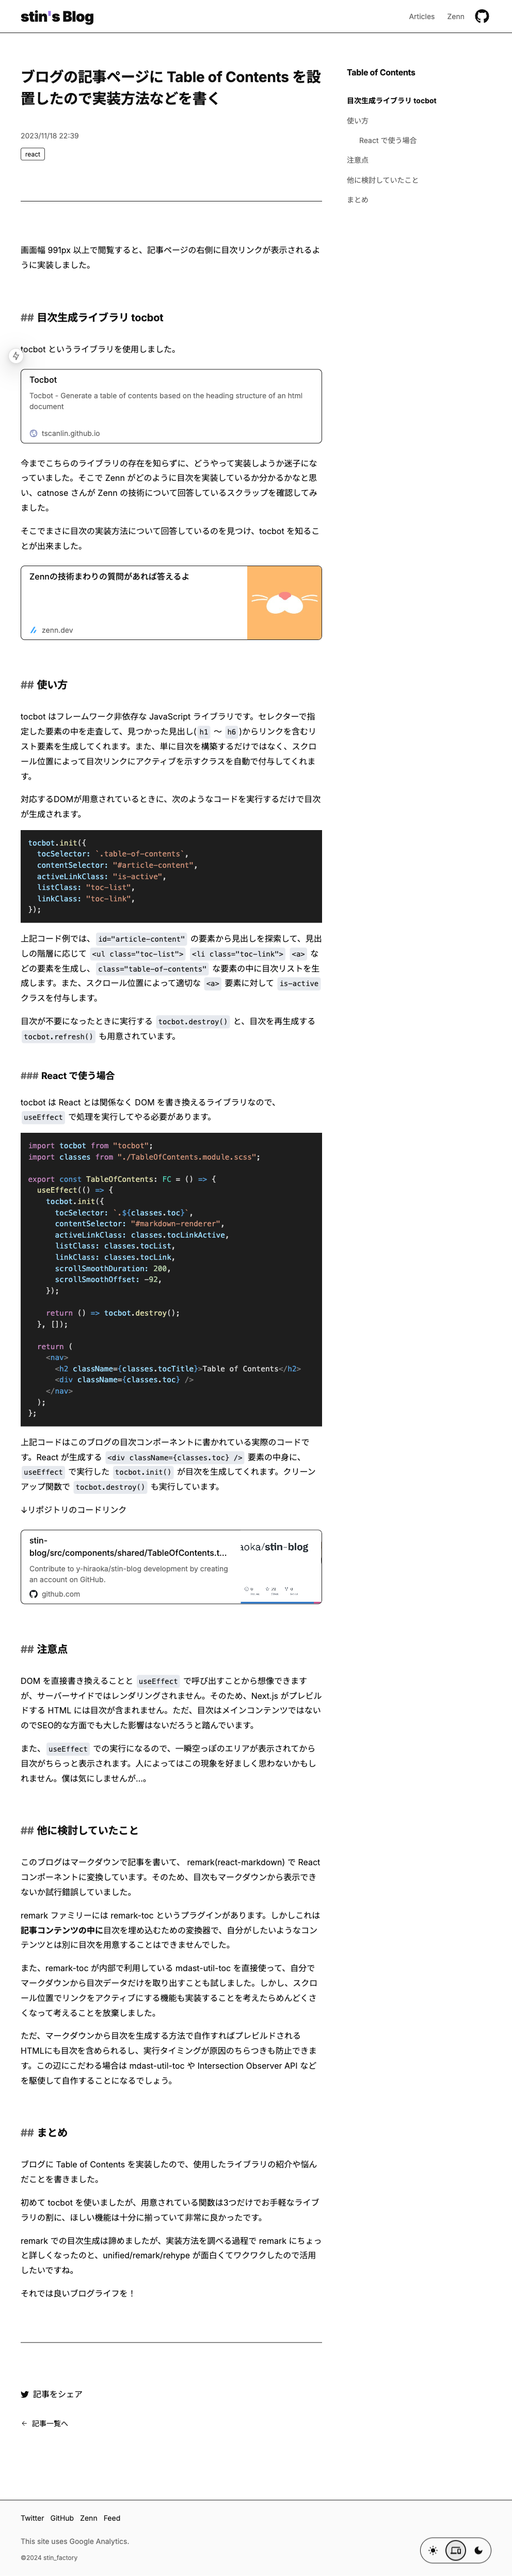 stin's Blog
Articles Zenn
ブログの記事ページに Table of Contents を設
置したので実装方法などを書く
2023/11/18 22:39
react
Table of Contents
目次生成ライブラリ tocbot
使い方
React で使う場合
注意点
他に検討していたこと
まとめ
画面幅 991px 以上で閲覧すると、記事ページの右側に目次リンクが表示されるよ
うに実装しました。
## 目次生成ライブラリ tocbot
tocbot というライブラリを使用しました。
Tocbot
Tocbot - Generate a table of contents based on the heading structure of an html
document
tscanlin.github.io
今までこちらのライブラリの存在を知らずに、どうやって実装しようか迷子にな
っていました。そこで Zenn がどのように目次を実装しているか分かるかなと思
い、catnose さんが Zenn の技術について回答しているスクラップを確認してみ
ました。
そこでまさに目次の実装方法について回答しているのを見つけ、tocbot を知るこ
とが出来ました。
Zennの技術まわりの質問があれば答えるよ
zenn.dev
## 使い方
tocbot はフレームワーク非依存な JavaScript ライブラリです。セレクターで指
定した要素の中を走査して、見つかった見出し( h1 〜 h6 )からリンクを含むリ
スト要素を生成してくれます。また、単に目次を構築するだけではなく、スクロ
ール位置によって目次リンクにアクティブを示すクラスを自動で付与してくれま
す。
対応するDOMが用意されているときに、次のようなコードを実行するだけで目次
が生成されます。
tocbot.init({
  tocSelector: `.table-of-contents`,
  contentSelector: "#article-content",
  activeLinkClass: "is-active",
  listClass: "toc-list",
  linkClass: "toc-link",
});
上記コード例では、 id="article-content" の要素から見出しを探索して、見出
しの階層に応じて <ul class="toc-list"> <li class="toc-link"> <a> な
どの要素を生成し、 class="table-of-contents" な要素の中に目次リストを生
成します。また、スクロール位置によって適切な <a> 要素に対して is-active
クラスを付与します。
目次が不要になったときに実行する tocbot.destroy() と、目次を再生成する
tocbot.refresh() も用意されています。
### React で使う場合
tocbot は React とは関係なく DOM を書き換えるライブラリなので、
useEffect で処理を実行してやる必要があります。
import tocbot from "tocbot";
import classes from "./TableOfContents.module.scss";
export const TableOfContents: FC = () => {
  useEffect(() => {
    tocbot.init({
      tocSelector: `.${classes.toc}`,
      contentSelector: "#markdown-renderer",
      activeLinkClass: classes.tocLinkActive,
      listClass: classes.tocList,
      linkClass: classes.tocLink,
      scrollSmoothDuration: 200,
      scrollSmoothOffset: -92,
    });
    return () => tocbot.destroy();
  }, []);
  return (
    <nav>
      <h2 className={classes.tocTitle}>Table of Contents</h2>
      <div className={classes.toc} />
    </nav>
  );
};
上記コードはこのブログの目次コンポーネントに書かれている実際のコードで
す。React が生成する <div className={classes.toc} /> 要素の中身に、
useEffect で実行した tocbot.init() が目次を生成してくれます。クリーン
アップ関数で tocbot.destroy() も実行しています。
↓リポジトリのコードリンク
stin-
blog/src/components/shared/TableOfContents.t...
Contribute to y-hiraoka/stin-blog development by creating
an account on GitHub.
github.com
aoka/stin-blog
## 注意点
DOM を直接書き換えることと useEffect で呼び出すことから想像できます
が、サーバーサイドではレンダリングされません。そのため、Next.js がプレビル
ドする HTML には目次が含まれません。ただ、目次はメインコンテンツではない
のでSEO的な方面でも大した影響はないだろうと踏んでいます。
また、 useEffect での実行になるので、一瞬空っぽのエリアが表示されてから
目次がちらっと表示されます。人によってはこの現象を好ましく思わないかもし
れません。僕は気にしませんが...。
## 他に検討していたこと
このブログはマークダウンで記事を書いて、 remark(react-markdown) で React
コンポーネントに変換しています。そのため、目次もマークダウンから表示でき
ないか試行錯誤していました。
remark ファミリーには remark-toc というプラグインがあります。しかしこれは
記事コンテンツの中に目次を埋め込むための変換器で、自分がしたいようなコン
テンツとは別に目次を用意することはできませんでした。
また、remark-toc が内部で利用している mdast-util-toc を直接使って、自分で
マークダウンから目次データだけを取り出すことも試しました。しかし、スクロ
ール位置でリンクをアクティブにする機能も実装することを考えたらめんどくさ
くなって考えることを放棄しました。
ただ、マークダウンから目次を生成する方法で自作すればプレビルドされる
HTMLにも目次を含められるし、実行タイミングが原因のちらつきも防止できま
す。この辺にこだわる場合は mdast-util-toc や Intersection Observer API など
を駆使して自作することになるでしょう。
## まとめ
ブログに Table of Contents を実装したので、使用したライブラリの紹介や悩ん
だことを書きました。
初めて tocbot を使いましたが、用意されている関数は3つだけでお手軽なライブ
ラリの割に、ほしい機能は十分に揃っていて非常に良かったです。
remark での目次生成は諦めましたが、実装方法を調べる過程で remark にちょっ
と詳しくなったのと、unified/remark/rehype が面白くてワクワクしたので活用
したいですね。
それでは良いブログライフを！
記事をシェア
← 記事一覧へ
Twitter GitHub Zenn Feed
This site uses Google Analytics.
©2024 stin_factory